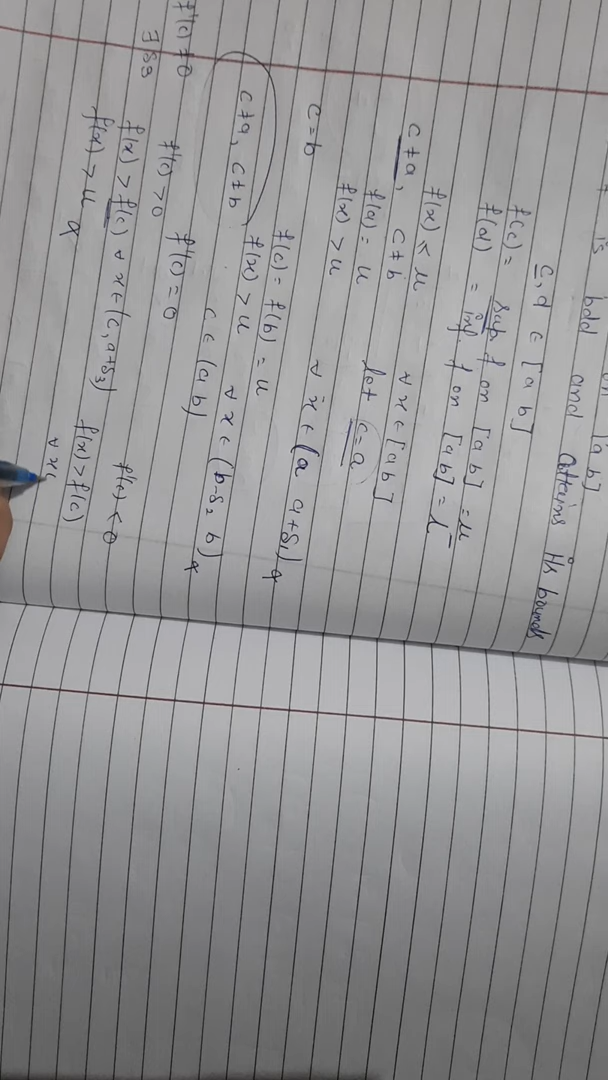 is bdd and attains its bounds
c, d ∈ [a b]
f(c) = sup f on [a b] = u
f(d) = inf f on [a b] = l
f(x) ≤ u ∀ x ∈ [a b]
c ≠ a, c ≠ b let c = a
f(a) = u
f(x) > u ∀ x ∈ (a a+δ₁)
c = b
f(c) = f(b) = u
f(x) > u ∀ x ∈ (b-δ₂ b)
c ≠ a, c ≠ b c ∈ (a b)
f'(c) = 0
f'(c) ≠ 0 f'(c) > 0 f'(c) < 0
∃ δ₃ f(x) > f(c) ∀ x ∈ (c, a+δ₃) f(x) > f(c)
f(x) > u ∀ x